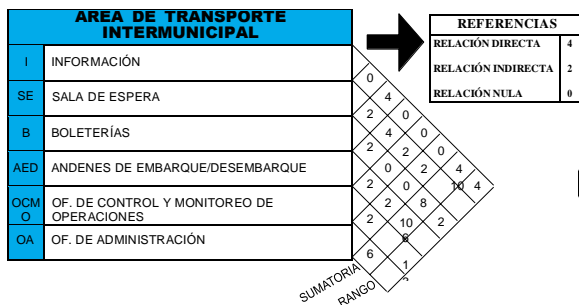 AREA DE TRANSPORTE
INTERMUNICIPAL
I INFORMACIÓN
SE SALA DE ESPERA
B BOLETERÍAS
AED ANDENES DE EMBARQUE/DESEMBARQUE
OCM
O
OF. DE CONTROL Y MONITOREO DE
OPERACIONES
OA OF. DE ADMINISTRACIÓN
0
4
2 0
4 0
2 2 4
0 2 10 4
2 0 8
2 2
2 10
6
6 1
SUMATORIA
RANGO
REFERENCIAS
RELACIÓN DIRECTA 4
RELACIÓN INDIRECTA 2
RELACIÓN NULA 0